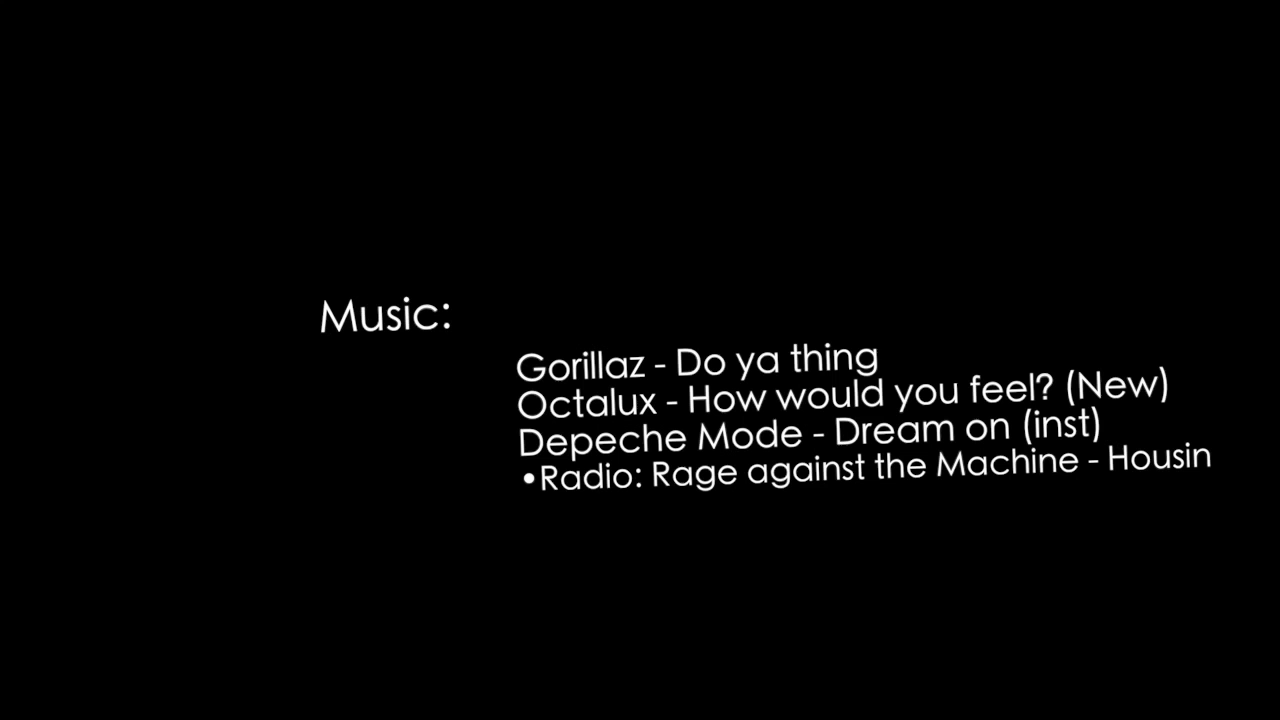 Music:
Gorillaz - Do ya thing
Octalux - How would you feel? (New)
Depeche Mode - Dream on (inst)
•Radio: Rage against the Machine - Housin